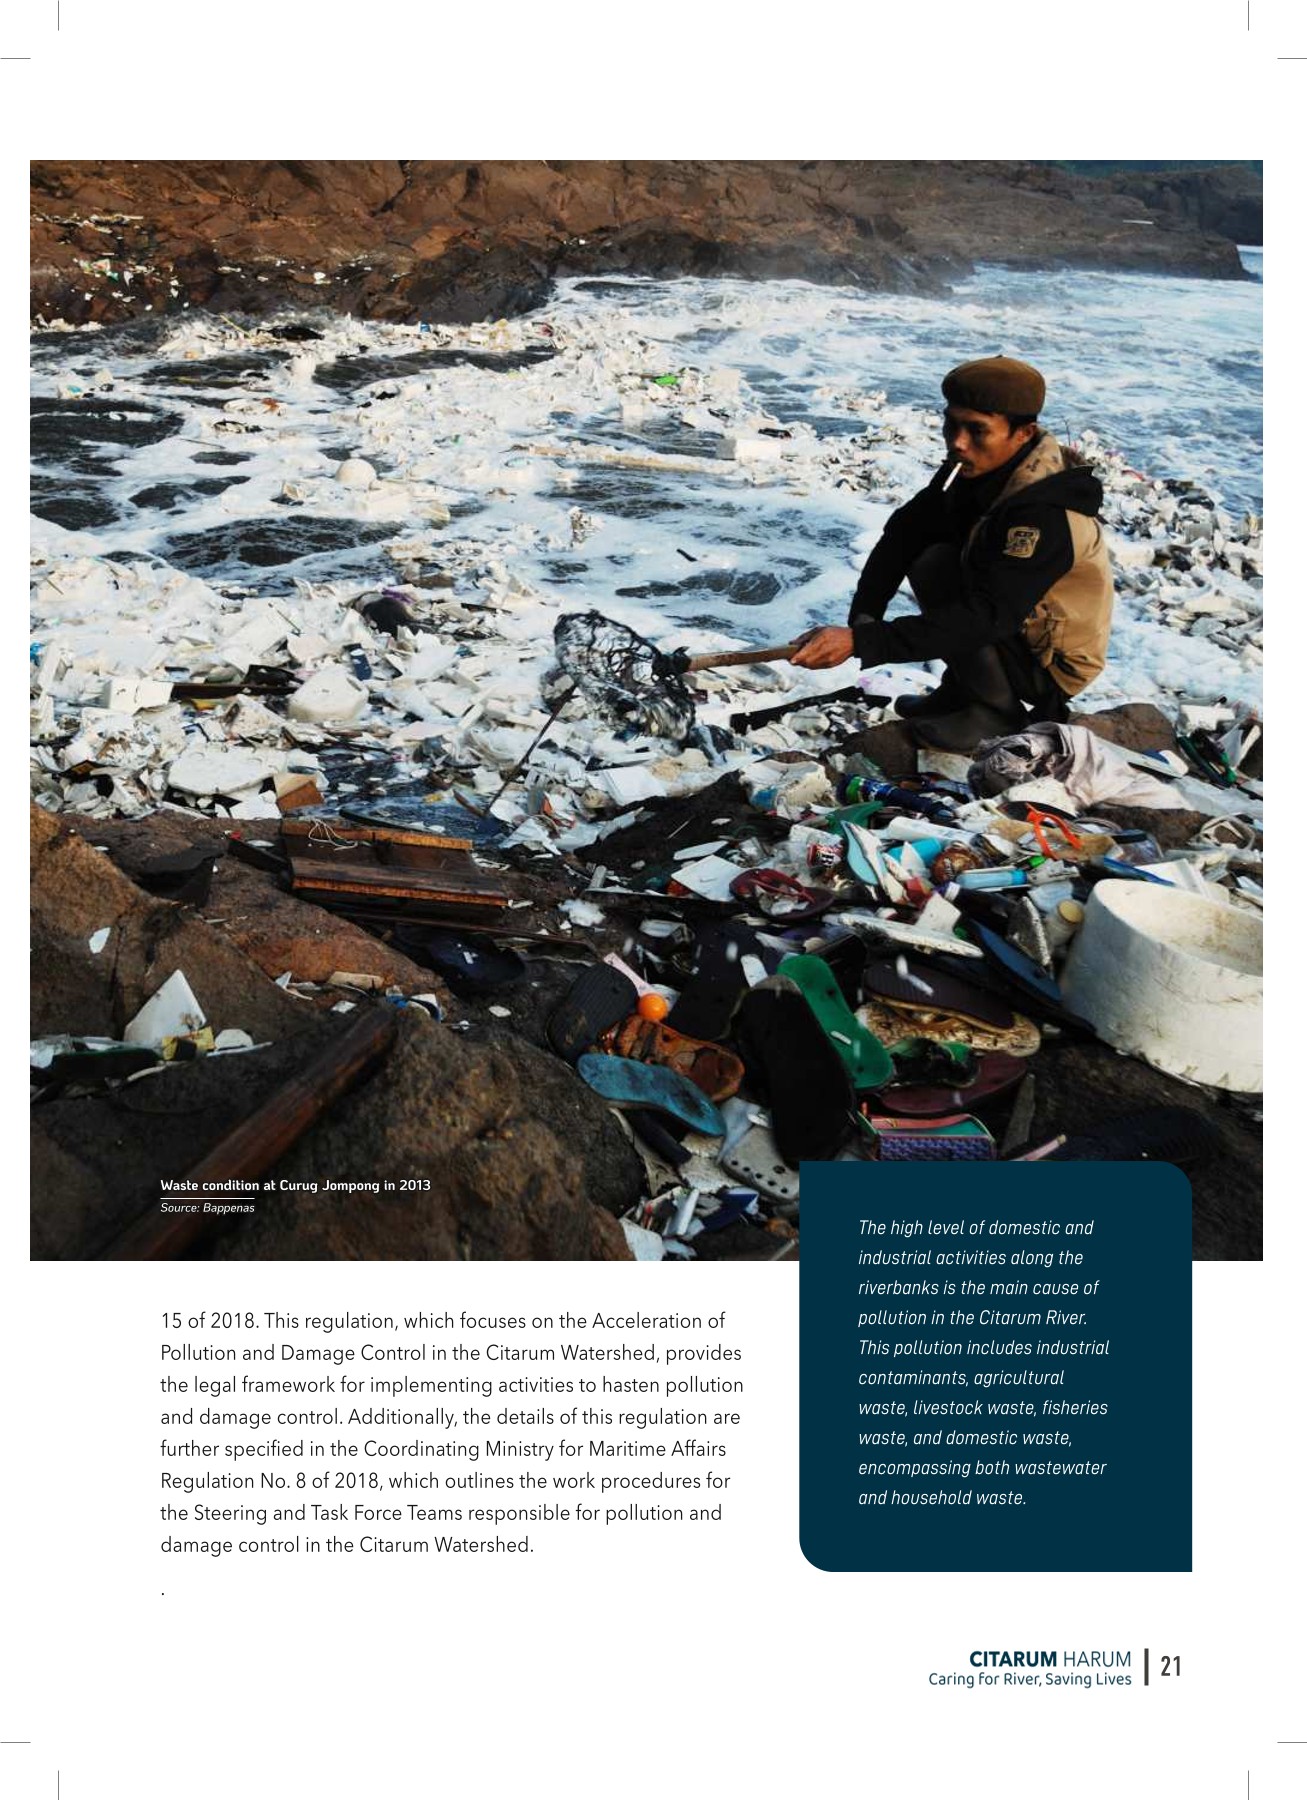 Waste condition at Curug Jompong in 2013
Source: Bappenas
The high level of domestic and
industrial activities along the
riverbanks is the main cause of
pollution in the Citarum River.
This pollution includes industrial
contaminants, agricultural
waste, livestock waste, fisheries
waste, and domestic waste,
encompassing both wastewater
and household waste.
15 of 2018. This regulation, which focuses on the Acceleration of
Pollution and Damage Control in the Citarum Watershed, provides
the legal framework for implementing activities to hasten pollution
and damage control. Additionally, the details of this regulation are
further specified in the Coordinating Ministry for Maritime Affairs
Regulation No. 8 of 2018, which outlines the work procedures for
the Steering and Task Force Teams responsible for pollution and
damage control in the Citarum Watershed.
.
CITARUM HARUM
Caring for River, Saving Lives
21